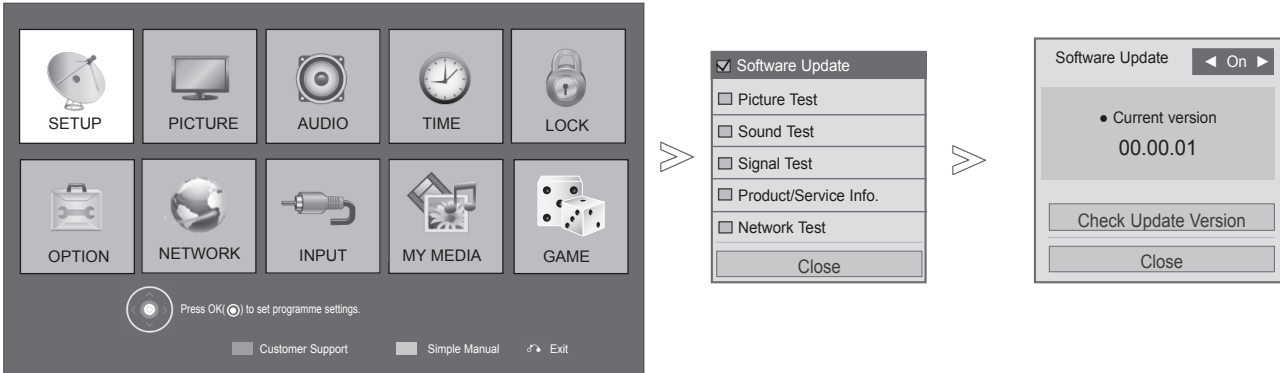 SETUP
PICTURE
AUDIO
TIME
LOCK
OPTION
NETWORK
INPUT
MY MEDIA
GAME
Press OK( ) to set programme settings.
Customer Support
Simple Manual
Exit
Software Update
Picture Test
Sound Test
Signal Test
Product/Service Info.
Network Test
Close
Software Update
◄ On ►
● Current version
00.00.01
Check Update Version
Close